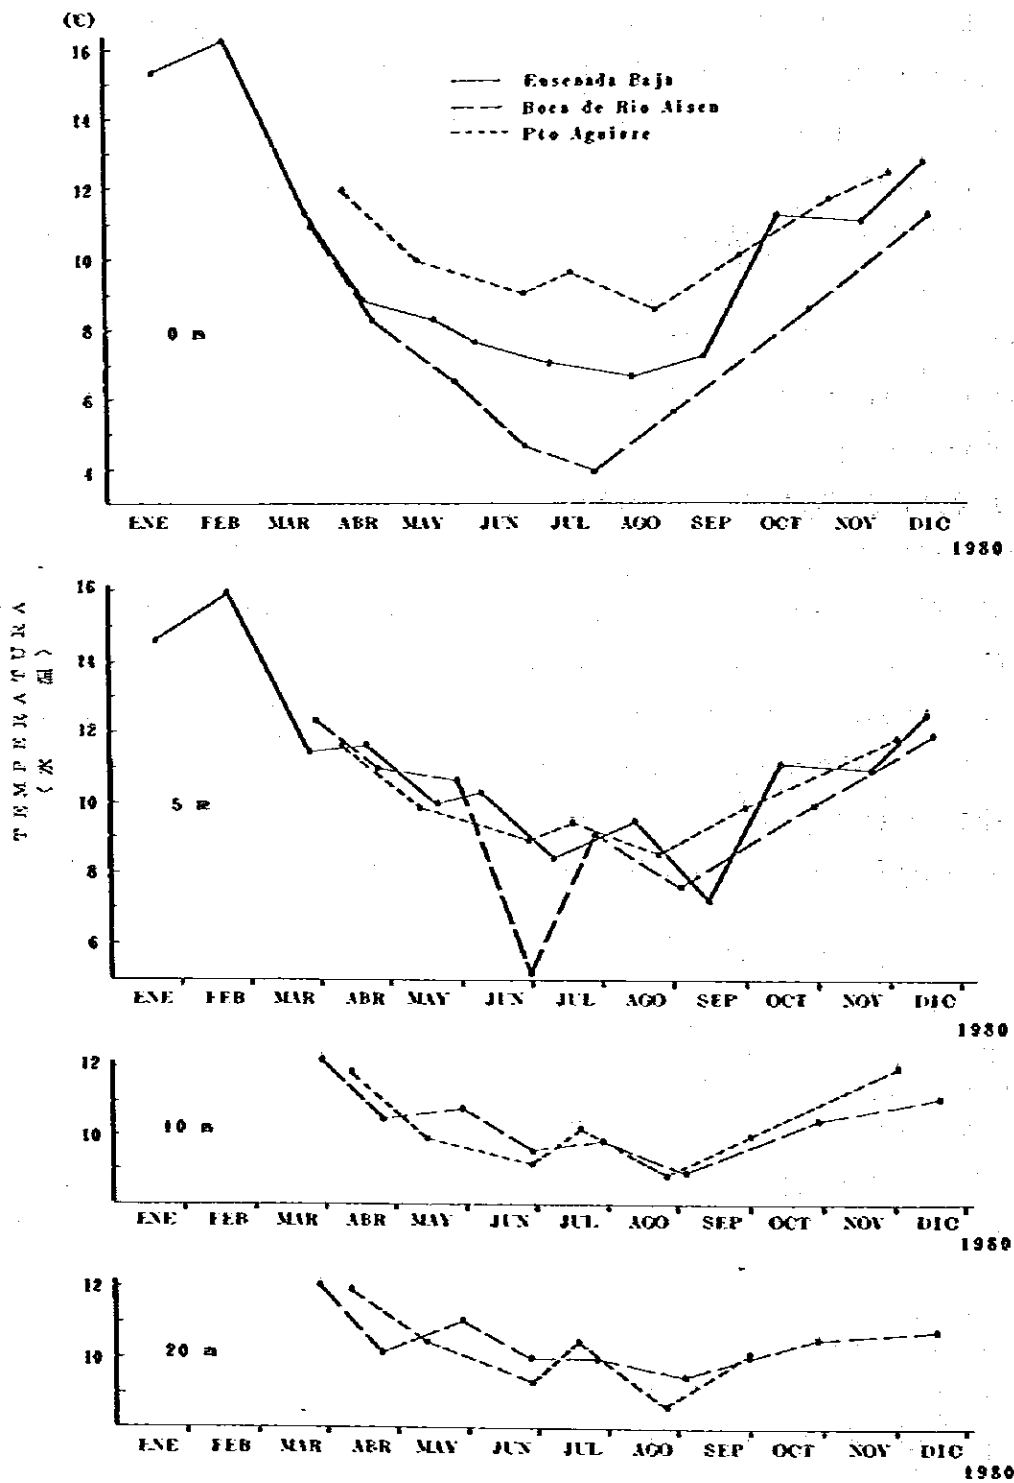 (℃)
16
14
12
10
8
6
4
Ensenada Baja
Boca de Rio Aisen
Pto Aguirre
0 m
ENE FEB MAR ABR MAY JUN JUL AGO SEP OCT NOV DIC
1980
TEMPERATURA
(水 温)
16
14
12
10
8
6
5 m
ENE FEB MAR ABR MAY JUN JUL AGO SEP OCT NOV DIC
1980
12
10
10 m
ENE FEB MAR ABR MAY JUN JUL AGO SEP OCT NOV DIC
1980
12
10
20 m
ENE FEB MAR ABR MAY JUN JUL AGO SEP OCT NOV DIC
1980